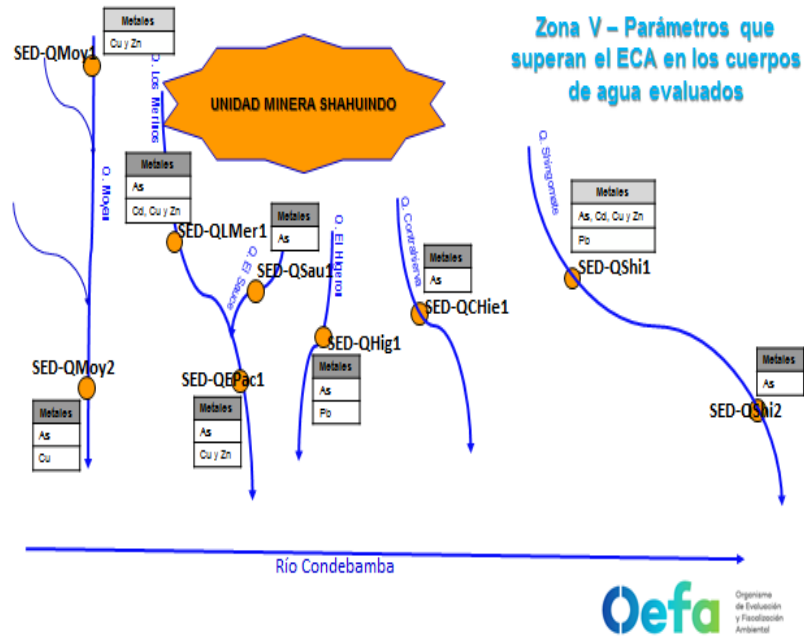 Zona V – Parámetros que
superan el ECA en los cuerpos
de agua evaluados
Metales
Cu y Zn
SED-QMoy1
Q. Los Merinos
UNIDAD MINERA SHAHUINDO
Q. Moyan
Metales
As
Cd, Cu y Zn
SED-QLMer1
Q. El Sauce
Metales
As
SED-QSau1
Q. El Higeron
SED-QHig1
Metales
As
Pb
Q. Contrahierva
Metales
As
SED-QCHie1
Q. Shingomate
Metales
As, Cd, Cu y Zn
Pb
SED-QShi1
Metales
As
SED-QShi2
SED-QMoy2
Metales
As
Cu
SED-QEPac1
Metales
As
Cu y Zn
Río Condebamba
Oefa
Organismo
de Evaluación
y Fiscalización
Ambiental